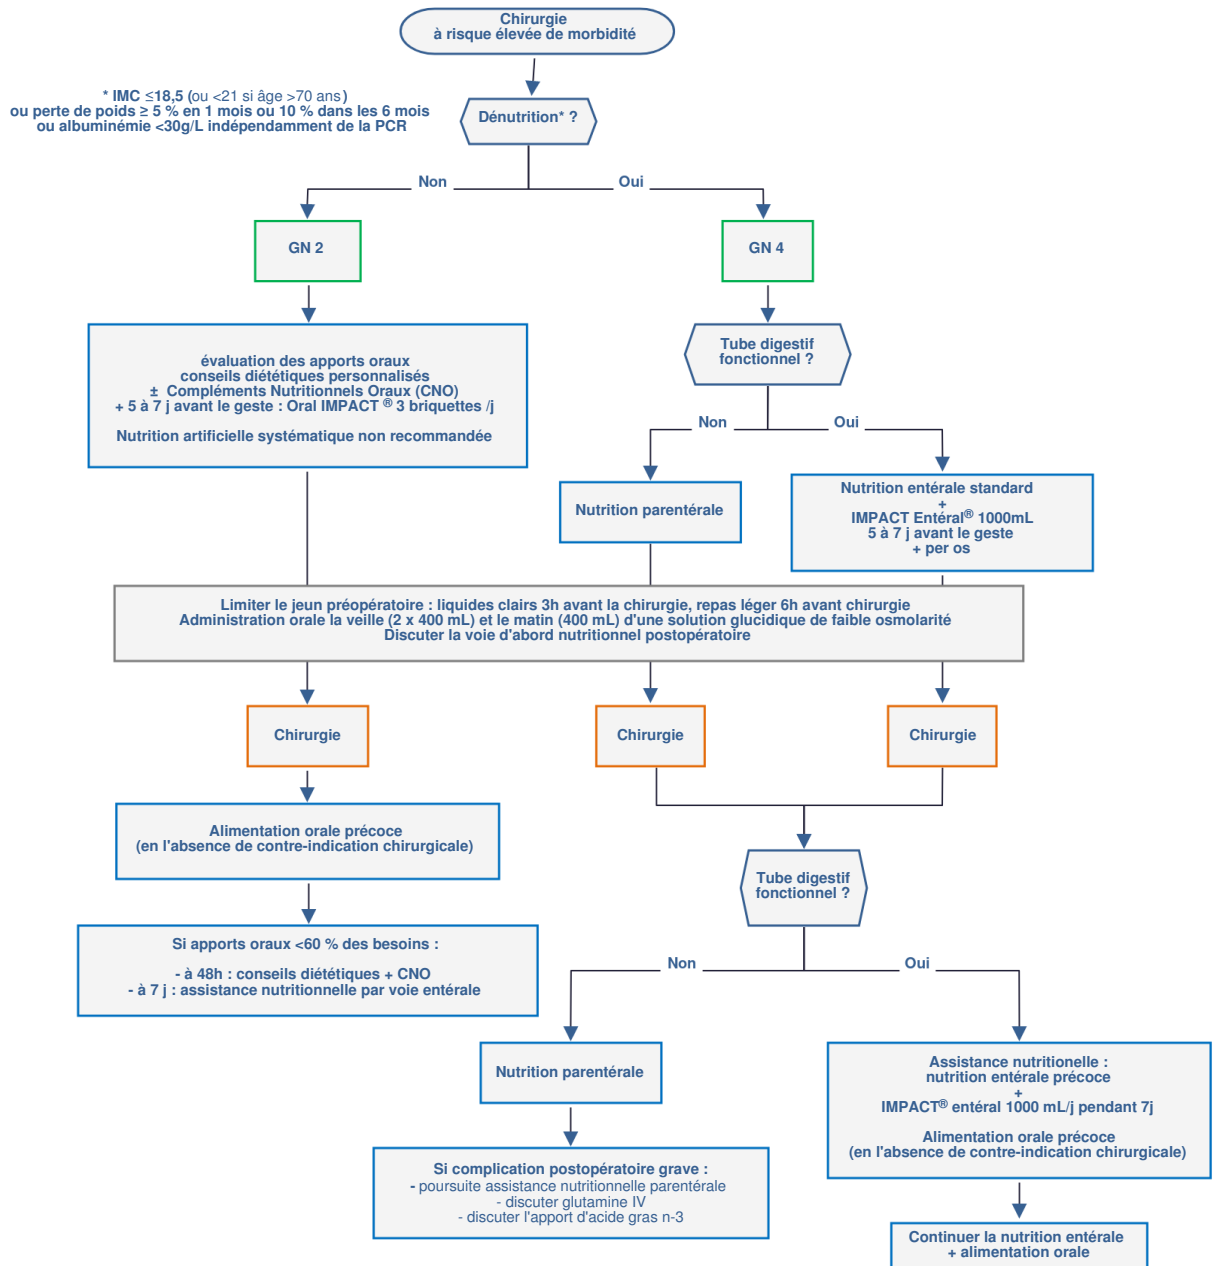 Chirurgie
à risque élevée de morbidité
* IMC ≤18,5 (ou <21 si âge >70 ans)
ou perte de poids ≥ 5 % en 1 mois ou 10 % dans les 6 mois
ou albuminémie <30g/L indépendamment de la PCR
Dénutrition* ?
Non
Oui
GN 2
GN 4
évaluation des apports oraux
conseils diététiques personnalisés
± Compléments Nutritionnels Oraux (CNO)
+ 5 à 7 j avant le geste : Oral IMPACT ® 3 briquettes /j
Nutrition artificielle systématique non recommandée
Tube digestif
fonctionnel ?
Non
Oui
Nutrition parentérale
Nutrition entérale standard
+
IMPACT Entéral® 1000mL
5 à 7 j avant le geste
+ per os
Limiter le jeun préopératoire : liquides clairs 3h avant la chirurgie, repas léger 6h avant chirurgie
Administration orale la veille (2 x 400 mL) et le matin (400 mL) d'une solution glucidique de faible osmolarité
Discuter la voie d'abord nutritionnel postopératoire
Chirurgie
Chirurgie
Chirurgie
Alimentation orale précoce
(en l'absence de contre-indication chirurgicale)
Tube digestif
fonctionnel ?
Si apports oraux <60 % des besoins :
- à 48h : conseils diététiques + CNO
- à 7 j : assistance nutritionnelle par voie entérale
Non
Oui
Nutrition parentérale
Assistance nutritionelle :
nutrition entérale précoce
+
IMPACT® entéral 1000 mL/j pendant 7j
Alimentation orale précoce
(en l'absence de contre-indication chirurgicale)
Si complication postopératoire grave :
- poursuite assistance nutritionnelle parentérale
- discuter glutamine IV
- discuter l'apport d'acide gras n-3
Continuer la nutrition entérale
+ alimentation orale